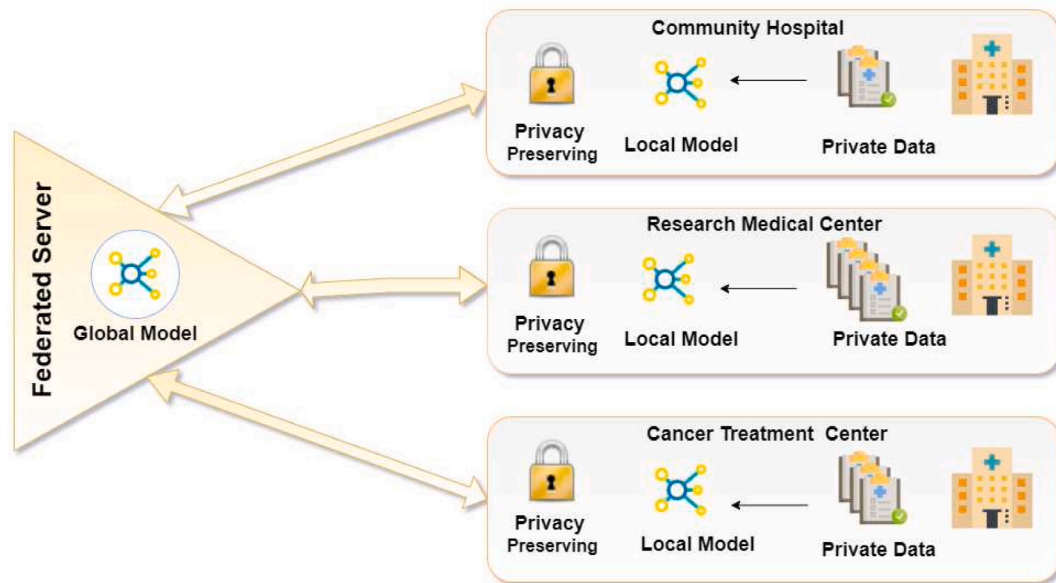 Federated Server
Global Model
Community Hospital
Privacy
Preserving
Local Model
Private Data
Research Medical Center
Privacy
Preserving
Local Model
Private Data
Cancer Treatment Center
Privacy
Preserving
Local Model
Private Data